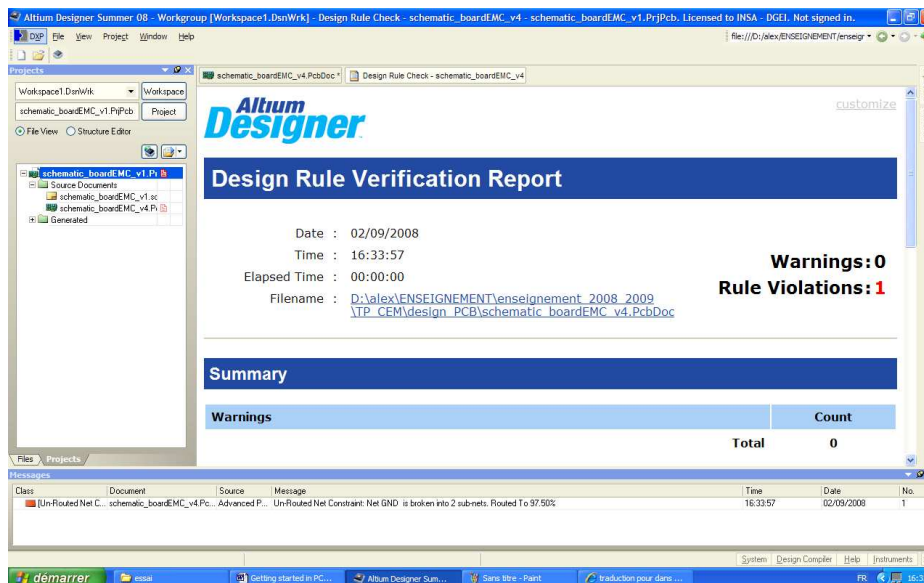 Altium Designer Summer 08 - Workgroup [Workspace1.DsnWrk] - Design Rule Check - schematic_boardEMC_v4 - schematic_boardEMC_v1.PrjPcb. Licensed to INSA - DGEI. Not signed in.
DXP File View Project Window Help
file:///D:/alex/ENSEIGNEMENT/enseigr
Projects
schematic_boardEMC_v4.PcbDoc *
Design Rule Check - schematic_boardEMC_v4
Workspace1.DsnWrk Workspace
schematic_boardEMC_v1.PrjPcb Project
File View Structure Editor
schematic_boardEMC_v1.Pr
Source Documents
schematic_boardEMC_v1.sc
schematic_boardEMC_v4.P
Generated
Altium
Designer
customize
Design Rule Verification Report
Date : 02/09/2008
Time : 16:33:57
Elapsed Time : 00:00:00
Filename : D:\alex\ENSEIGNEMENT\enseignement_2008_2009
\TP_CEM\design_PCB\schematic_boardEMC_v4.PcbDoc
Warnings: 0
Rule Violations: 1
Summary
Warnings Count
Total 0
Files Projects
Messages
Class Document Source Message Time Date No.
[Un-Routed Net C... schematic_boardEMC_v4.Pc... Advanced P... Un-Routed Net Constraint: Net GND is broken into 2 sub-nets. Routed To 97.50% 16:33:57 02/09/2008 1
System Design Compiler Help Instruments
démarrer essai Getting started in PC... Altium Designer Sum... Sans titre - Paint traduction pour dans ... FR 16:3